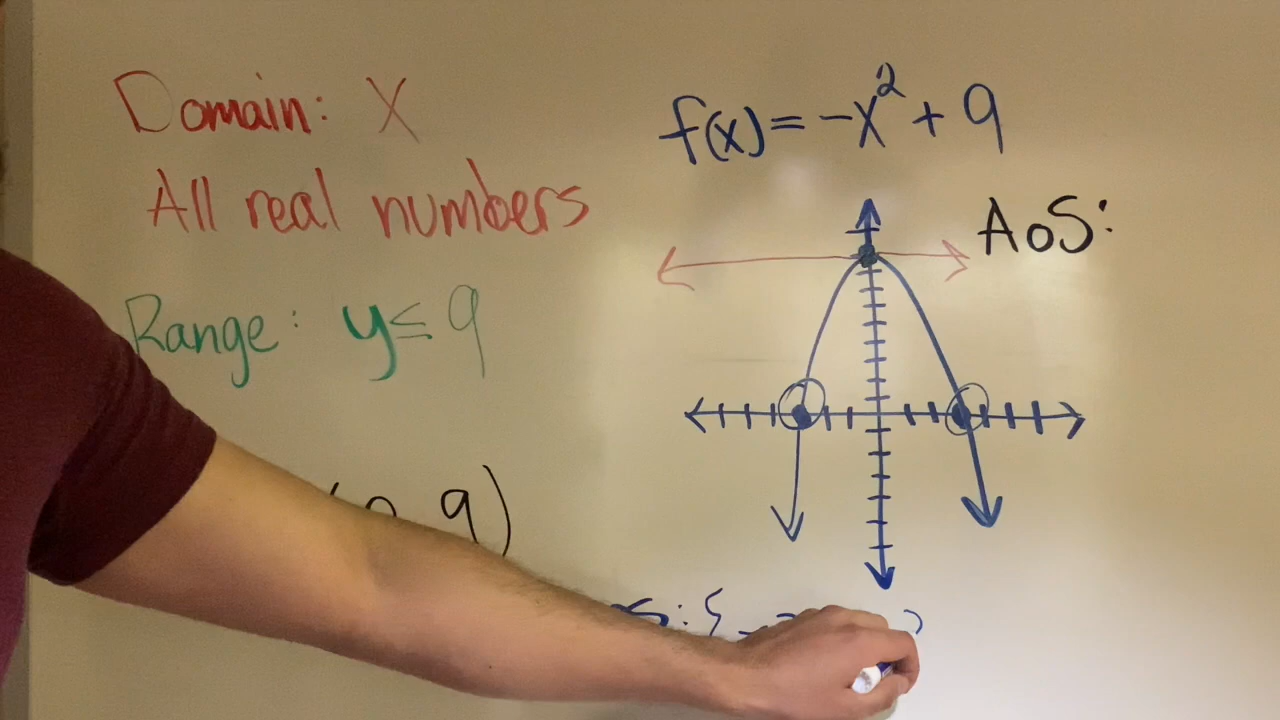 Domain: X
All real numbers
Range: y ≤ 9
9)
f(x) = -x² + 9
AoS: